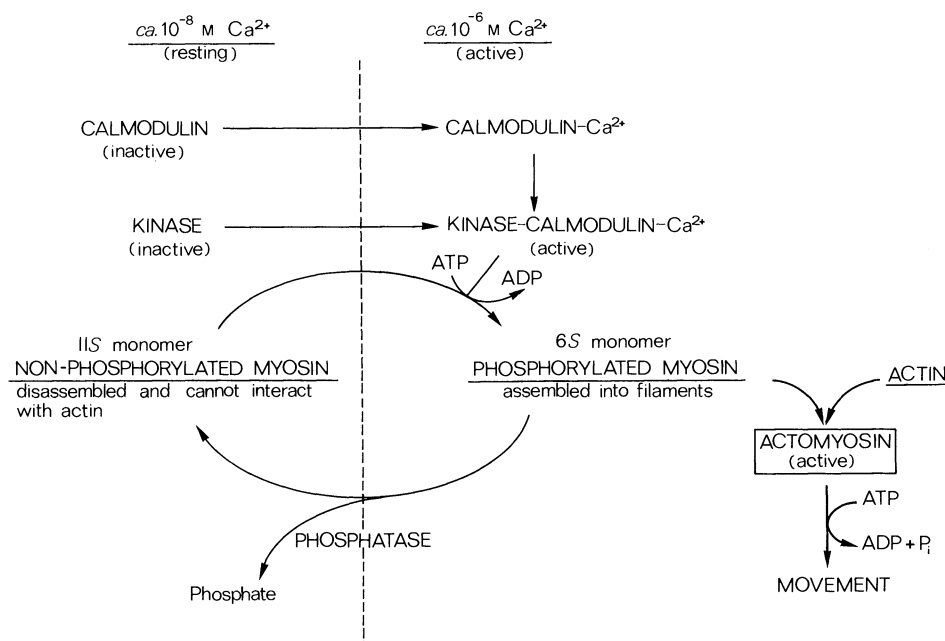 ca. 10⁻⁸ M Ca²⁺
(resting)
ca. 10⁻⁶ M Ca²⁺
(active)
CALMODULIN
(inactive)
CALMODULIN-Ca²⁺
KINASE
(inactive)
KINASE-CALMODULIN-Ca²⁺
(active)
ATP
ADP
11S monomer
NON-PHOSPHORYLATED MYOSIN
disassembled and cannot interact
with actin
6S monomer
PHOSPHORYLATED MYOSIN
assembled into filaments
ACTIN
ACTOMYOSIN
(active)
ATP
ADP + Pᵢ
MOVEMENT
PHOSPHATASE
Phosphate